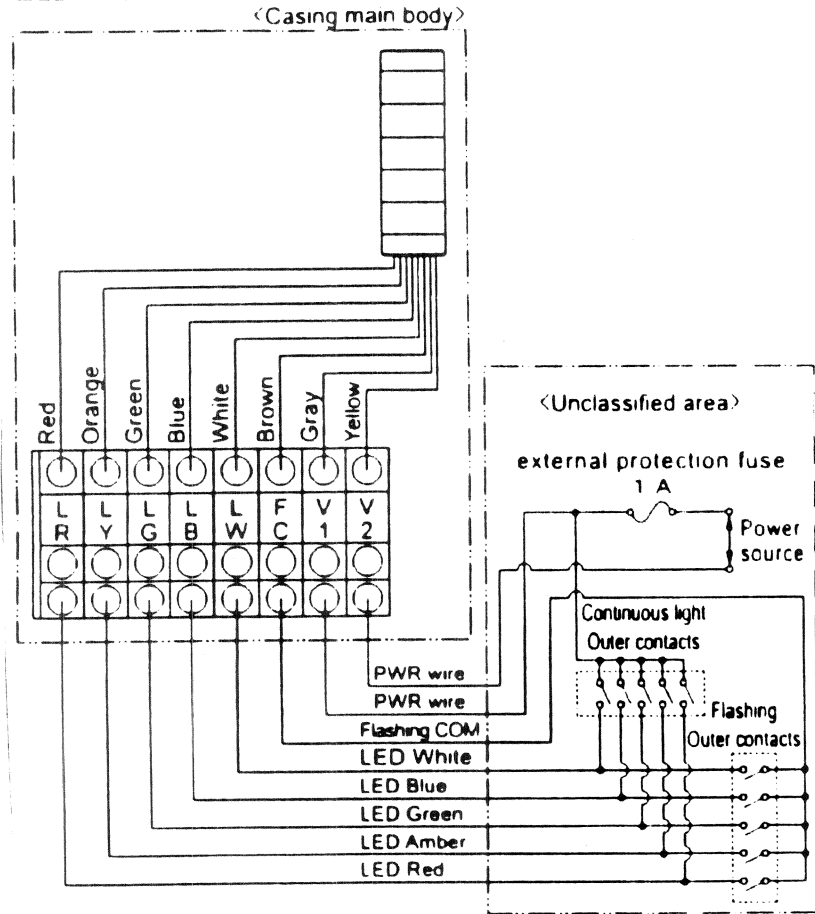 <Casing main body>
Red
Orange
Green
Blue
White
Brown
Gray
Yellow
<Unclassified area>
external protection fuse
1 A
L R
L Y
L G
L B
L W
F C
V 1
V 2
Power
source
Continuous light
Outer contacts
PWR wire
PWR wire
Flashing
Flashing COM
Outer contacts
LED White
LED Blue
LED Green
LED Amber
LED Red